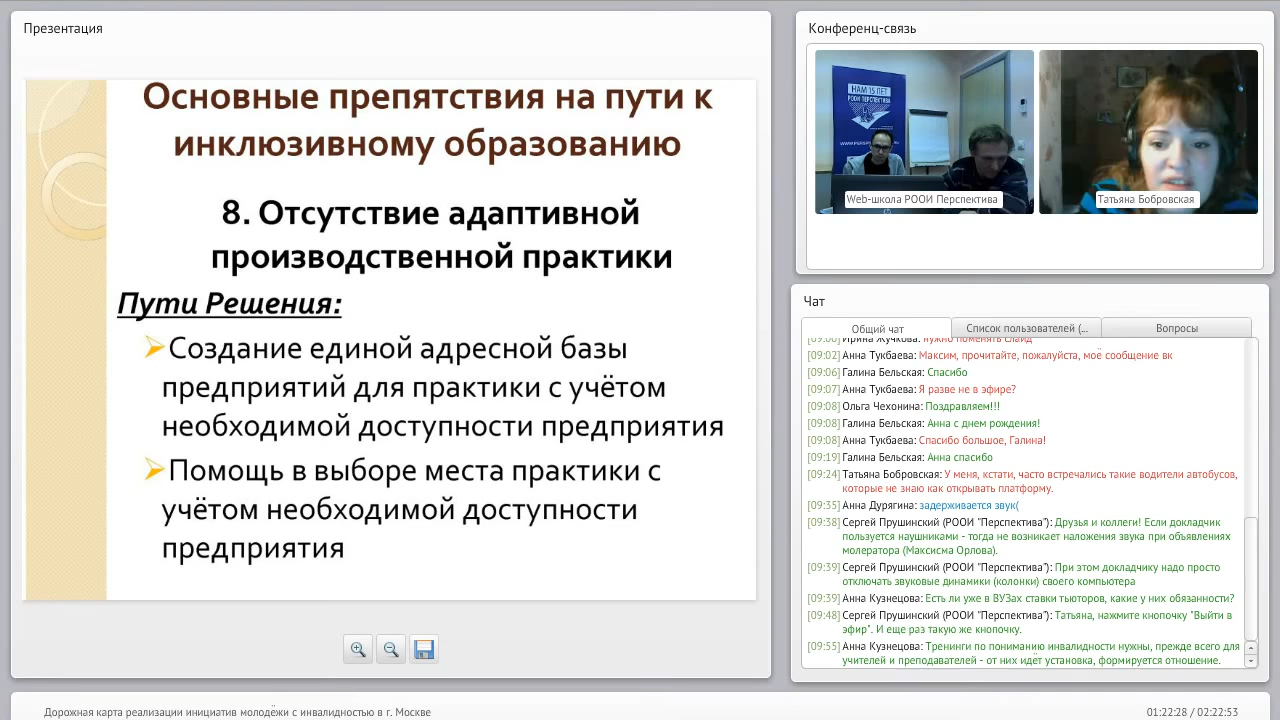 Презентация
Основные препятствия на пути к
инклюзивному образованию
8. Отсутствие адаптивной
производственной практики
Пути Решения:
Создание единой адресной базы
предприятий для практики с учётом
необходимой доступности предприятия
Помощь в выборе места практики с
учётом необходимой доступности
предприятия
Конференц-связь
НАМ 15 ЛЕТ
РООИ ПЕРСПЕКТИВА
Web-школа РООИ Перспектива
Татьяна Бобровская
Чат
Общий чат
Список пользователей (...
Вопросы
[09:00] Ирина Жучкова: нужно поменять слайд
[09:02] Анна Тукбаева: Максим, прочитайте, пожалуйста, моё сообщение вк
[09:06] Галина Бельская: Спасибо
[09:07] Анна Тукбаева: Я разве не в эфире?
[09:08] Ольга Чехонина: Поздравляем!!!
[09:08] Галина Бельская: Анна с днем рождения!
[09:08] Анна Тукбаева: Спасибо большое, Галина!
[09:19] Галина Бельская: Анна спасибо
[09:24] Татьяна Бобровская: У меня, кстати, часто встречались такие водители автобусов,
которые не знаю как открывать платформу.
[09:35] Анна Дурягина: задерживается звук(
[09:38] Сергей Прушинский (РООИ "Перспектива"): Друзья и коллеги! Если докладчик
пользуется наушниками - тогда не возникает наложения звука при объявлениях
молератора (Максисма Орлова).
[09:39] Сергей Прушинский (РООИ "Перспектива"): При этом докладчику надо просто
отключать звуковые динамики (колонки) своего компьютера
[09:39] Анна Кузнецова: Есть ли уже в ВУЗах ставки тьюторов, какие у них обязанности?
[09:48] Сергей Прушинский (РООИ "Перспектива"): Татьяна, нажмите кнопочку "Выйти в
эфир". И еще раз такую же кнопочку.
[09:55] Анна Кузнецова: Тренинги по пониманию инвалидности нужны, прежде всего для
учителей и преподавателей - от них идёт установка, формируется отношение.
Дорожная карта реализации инициатив молодёжи с инвалидностью в г. Москве
01:22:28 / 02:22:53